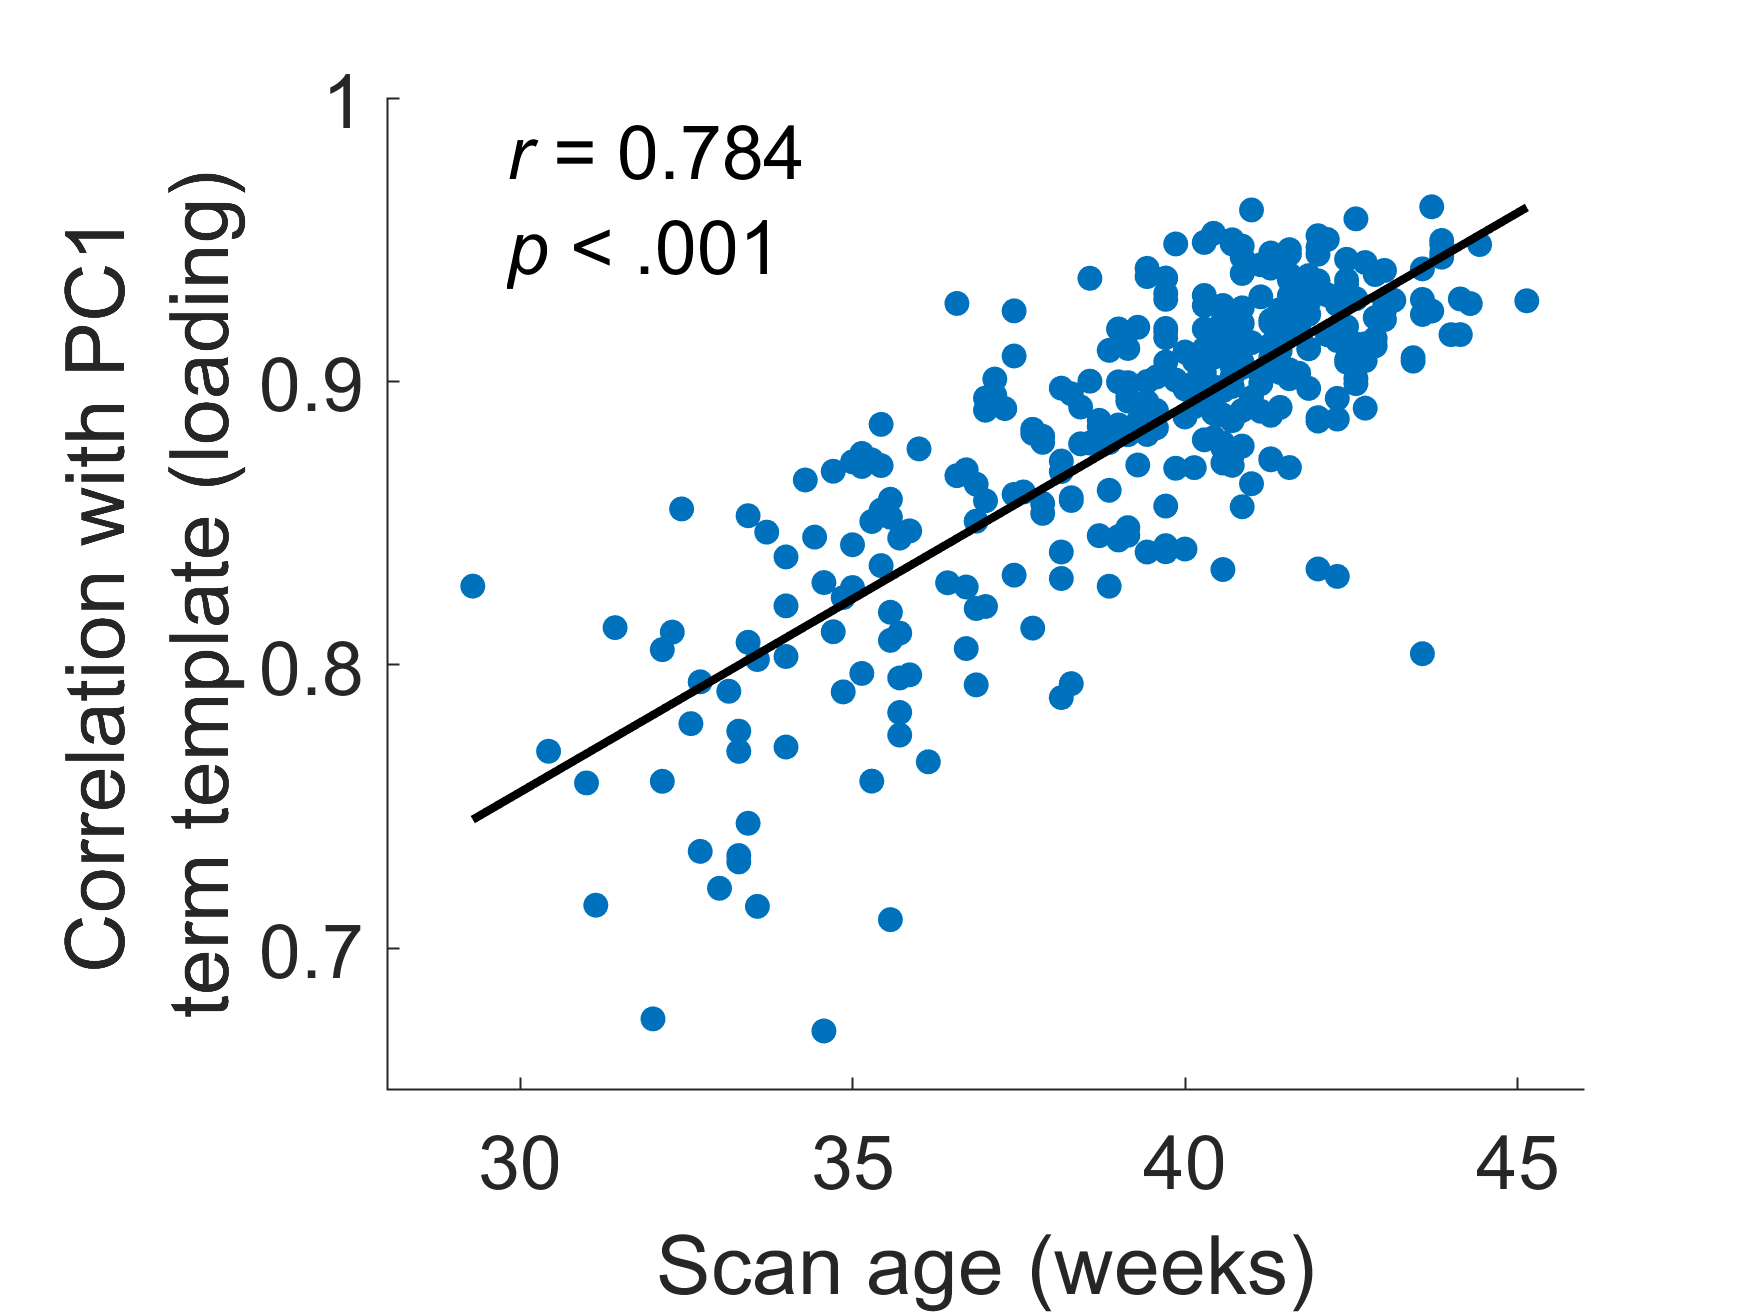 Correlation with PC1
term template (loading)
1
0.9
0.8
0.7
r = 0.784
p < .001
30 35 40 45
Scan age (weeks)